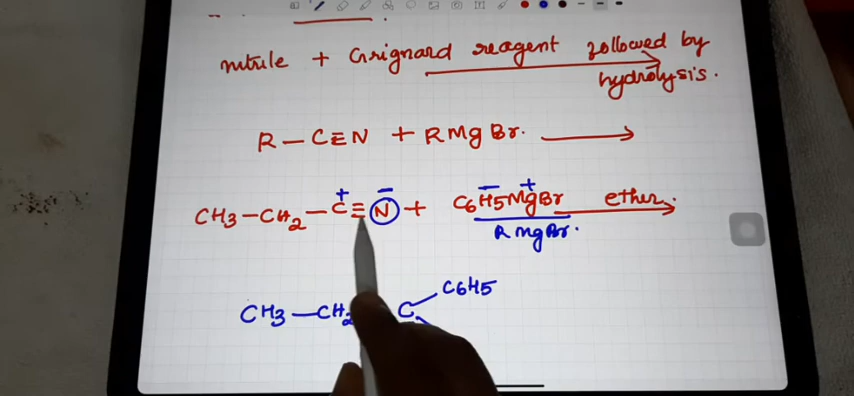 nitrile + Grignard reagent followed by
hydrolysis.
R — C≡N + RMgBr. →
+ − − +
CH3 — CH2 — C≡N + C6H5MgBr ether. →
RMgBr.
C6H5
CH3 — CH2 C